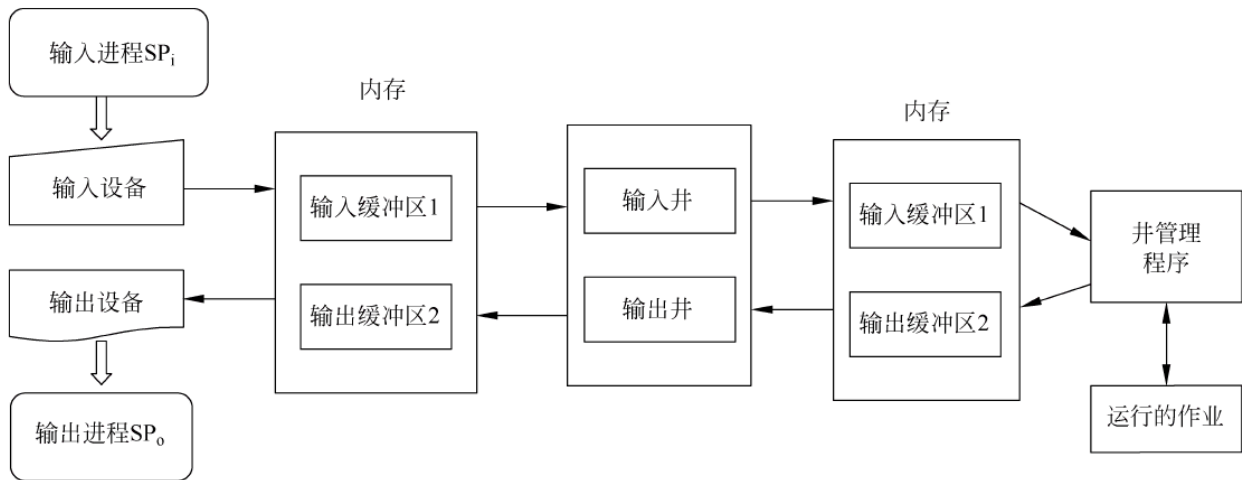 输入进程SPi
内存
内存
输入设备
输入缓冲区1
输入井
输入缓冲区1
井管理
程序
输出设备
输出缓冲区2
输出井
输出缓冲区2
输出进程SPo
运行的作业